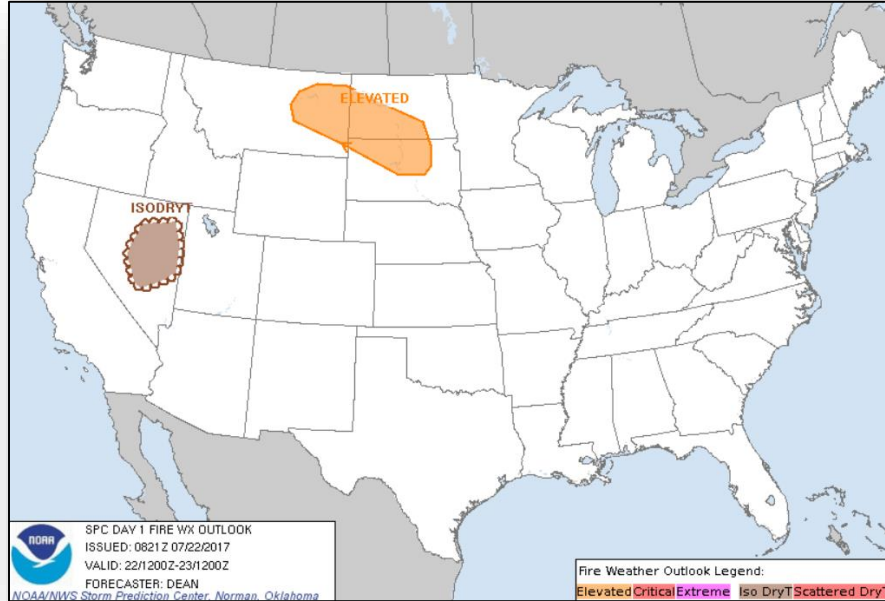 ELEVATED
ISODRYT
NOAA
SPC DAY 1 FIRE WX OUTLOOK
ISSUED: 0821Z 07/22/2017
VALID: 22/1200Z-23/1200Z
FORECASTER: DEAN
NOAA/NWS Storm Prediction Center, Norman, Oklahoma
Fire Weather Outlook Legend:
Elevated Critical Extreme Iso DryT Scattered DryT